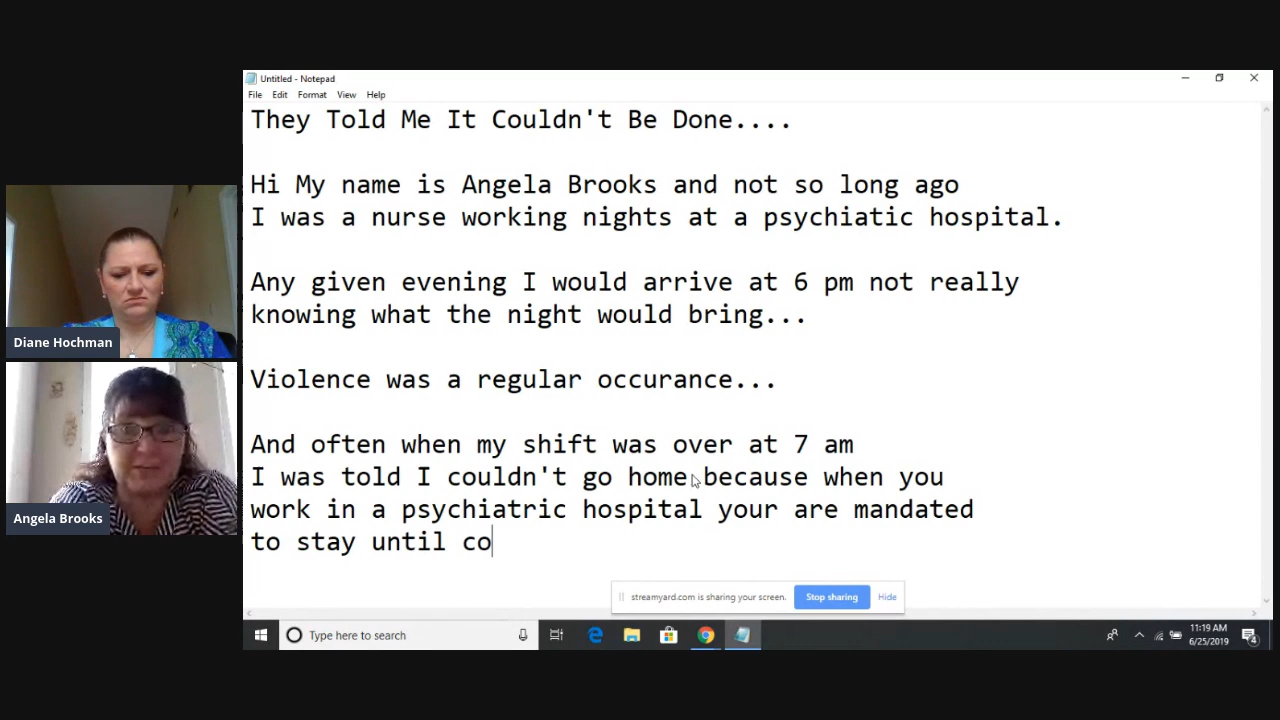 Untitled - Notepad
File Edit Format View Help
They Told Me It Couldn't Be Done....
Hi My name is Angela Brooks and not so long ago
I was a nurse working nights at a psychiatic hospital.
Any given evening I would arrive at 6 pm not really
knowing what the night would bring...
Violence was a regular occurance...
And often when my shift was over at 7 am
I was told I couldn't go home because when you
work in a psychiatric hospital your are mandated
to stay until co
Diane Hochman
Angela Brooks
streamyard.com is sharing your screen. Stop sharing Hide
Type here to search
11:19 AM
6/25/2019
4